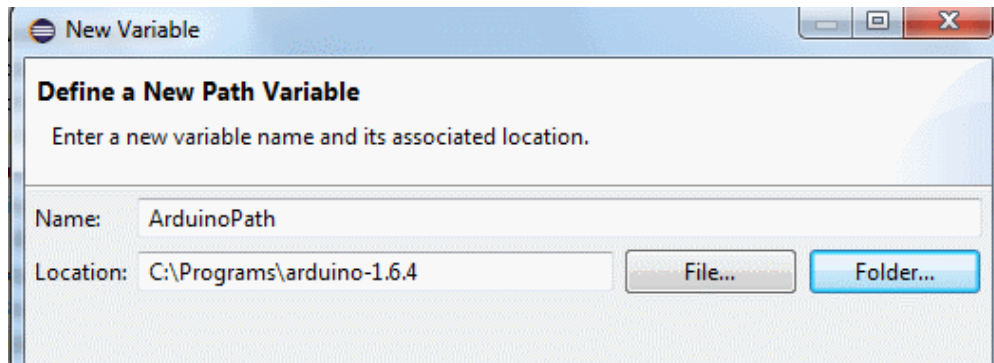 New Variable
Define a New Path Variable
Enter a new variable name and its associated location.
Name: ArduinoPath
Location: C:\Programs\arduino-1.6.4 File... Folder...